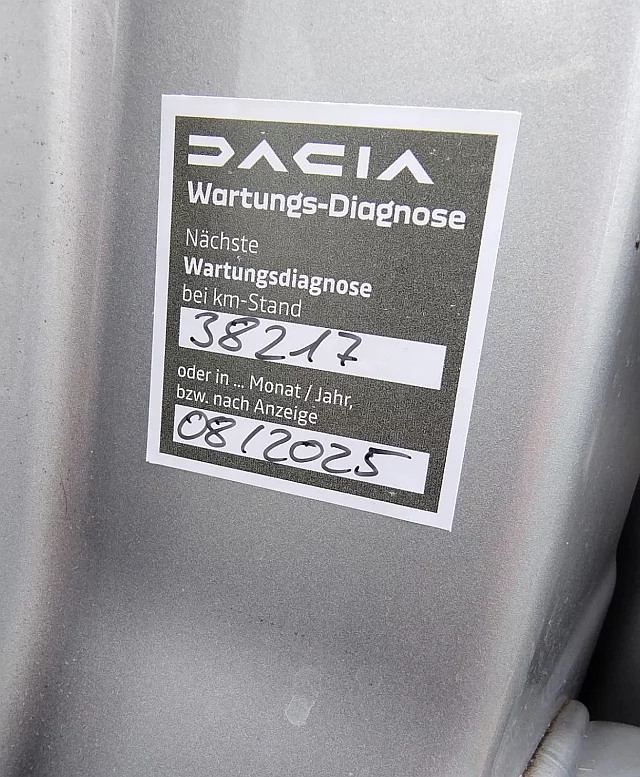 DACIA
Wartungs-Diagnose
Nächste
Wartungsdiagnose
bei km-Stand
38217
oder in ... Monat / Jahr,
bzw. nach Anzeige
08/2025